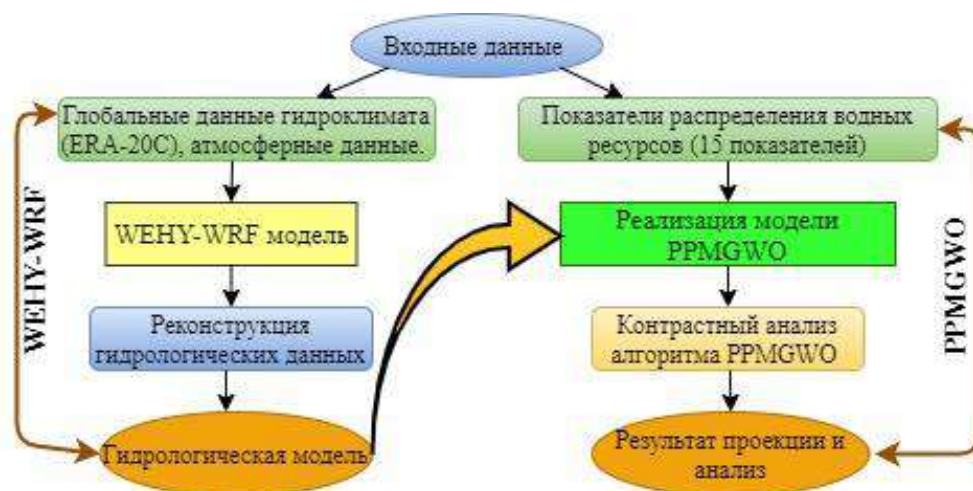 Входные данные
Глобальные данные гидроклимата
(ERA-20C), атмосферные данные.
Показатели распределения водных
ресурсов (15 показателей)
WEHY-WRF
WEHY-WRF модель
Реализация модели
PPMGWO
PPMGWO
Реконструкция
гидрологических данных
Контрастный анализ
алгоритма PPMGWO
Гидрологическая модель
Результат проекции и
анализ